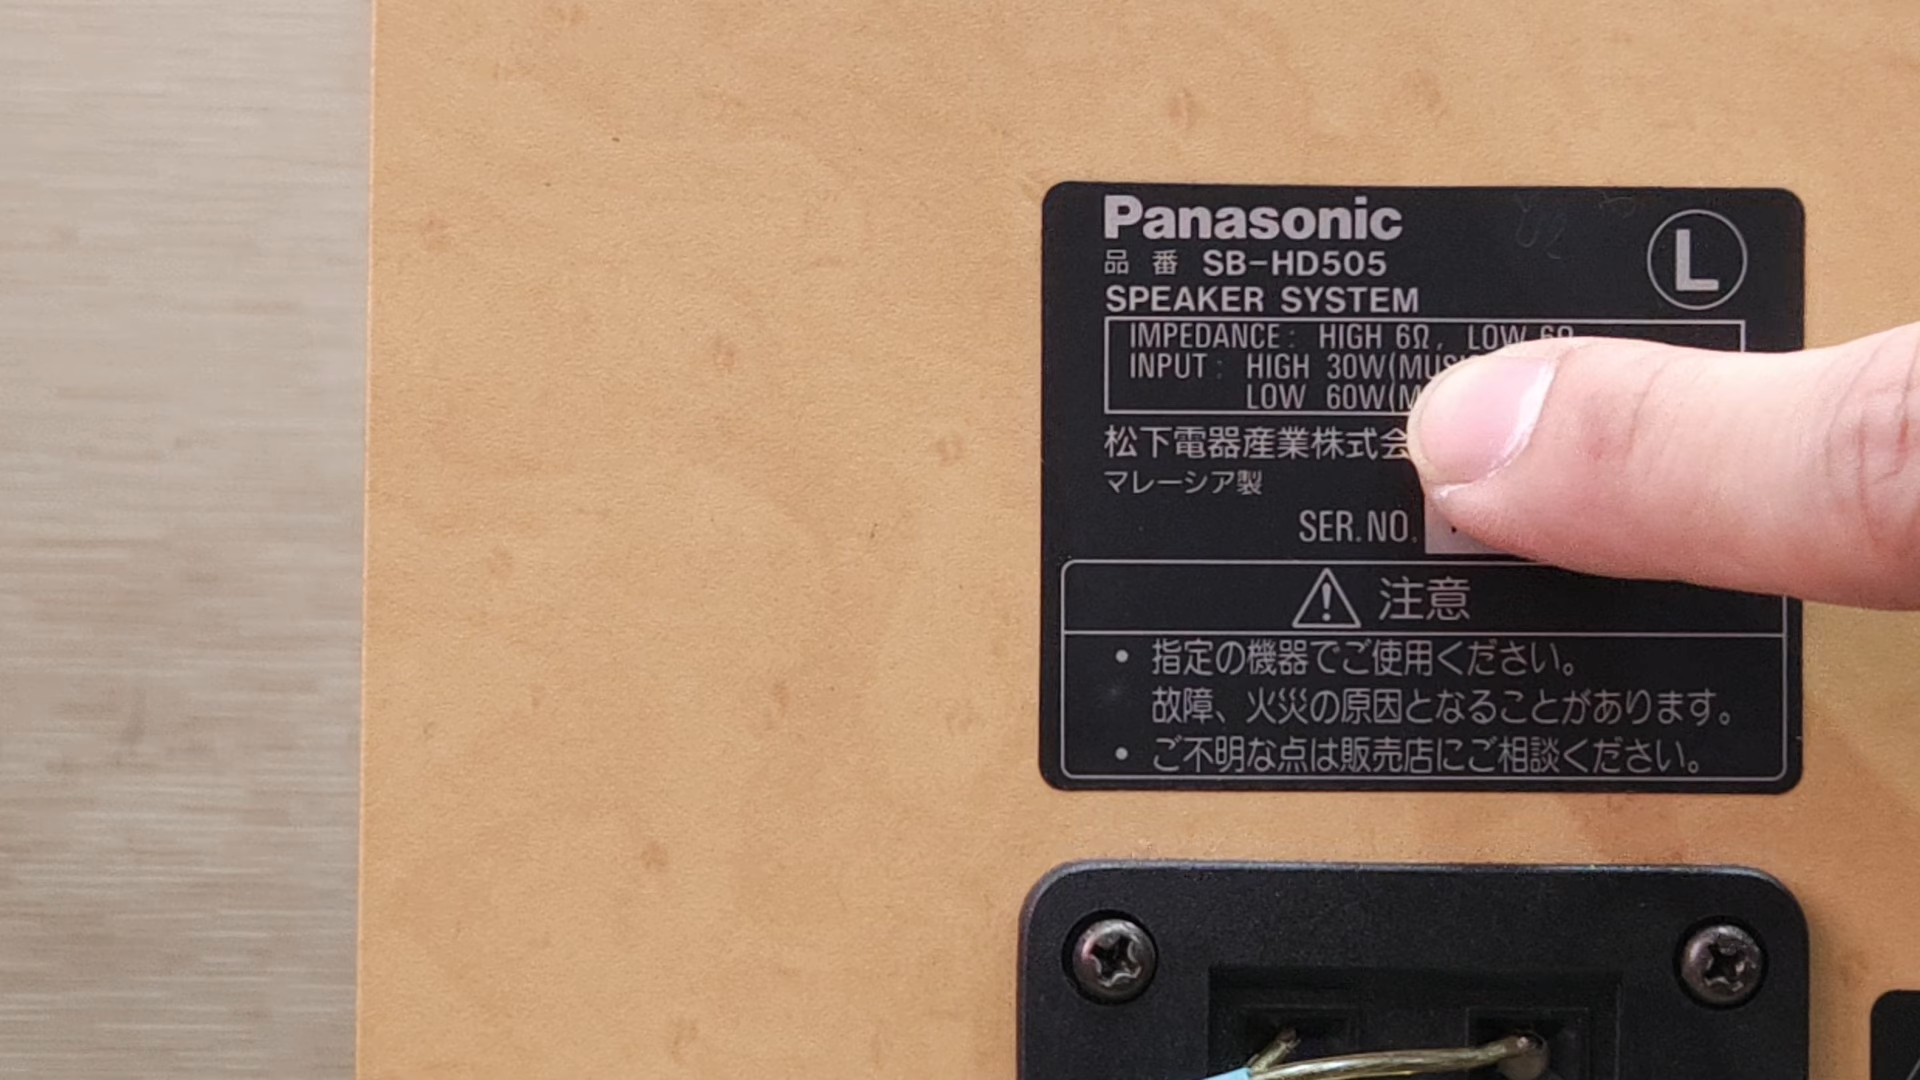 Panasonic
品番 SB-HD505
L
SPEAKER SYSTEM
IMPEDANCE: HIGH 6Ω, LOW 6Ω
INPUT: HIGH 30W(MUSIC
LOW 60W(M
松下電器産業株式会
マレーシア製
SER.NO.
注意
• 指定の機器でご使用ください。
故障、火災の原因となることがあります。
• ご不明な点は販売店にご相談ください。